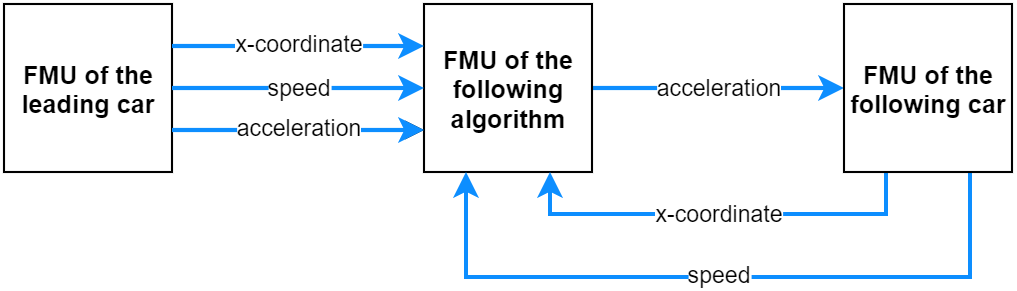 FMU of the
leading car
x-coordinate
speed
acceleration
FMU of the
following
algorithm
acceleration
FMU of the
following car
x-coordinate
speed